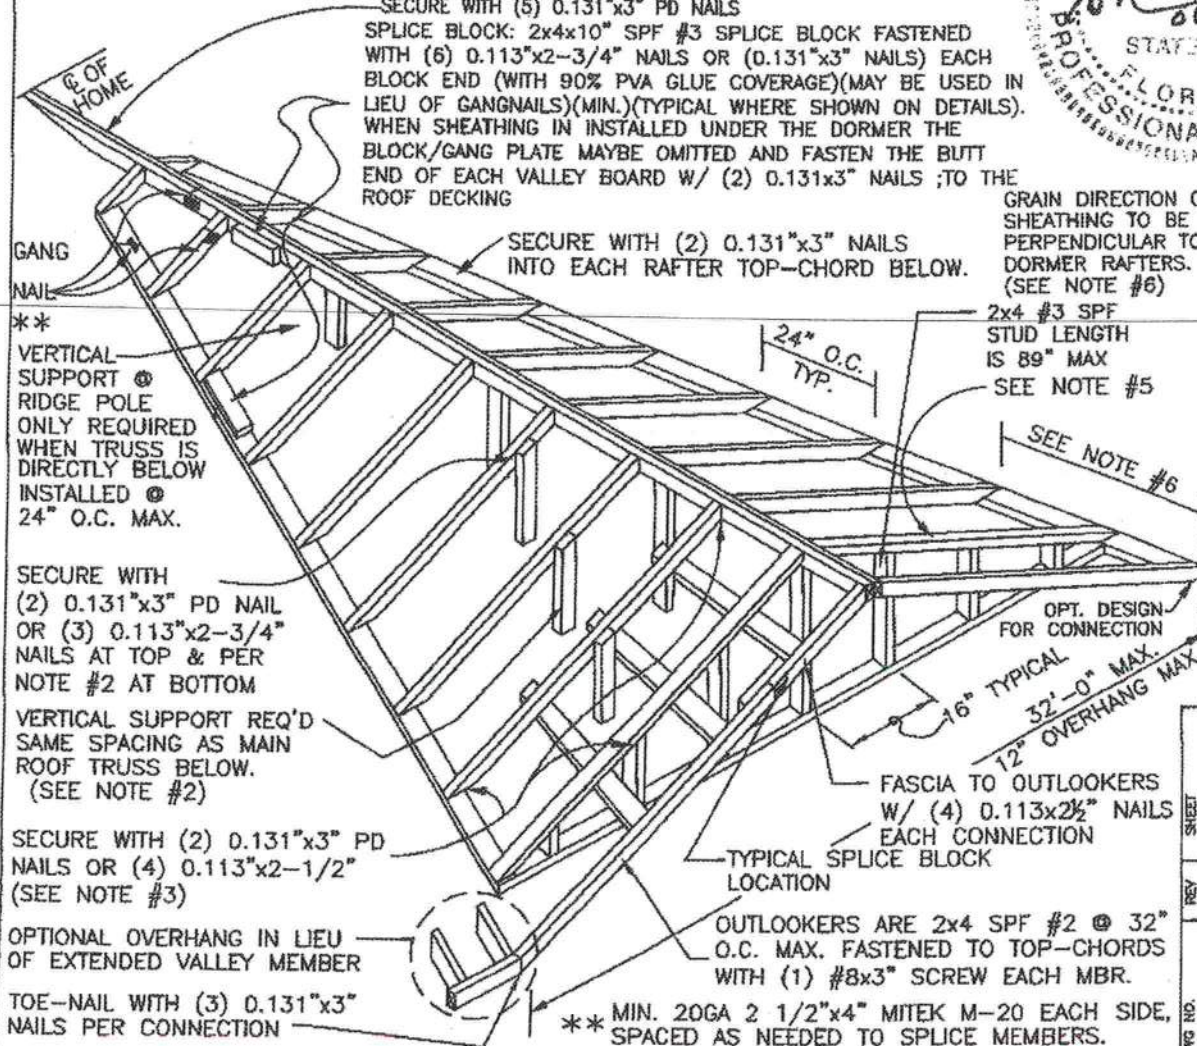 SECURE WITH (5) 0.131"x3" PD NAILS
SPLICE BLOCK: 2x4x10" SPF #3 SPLICE BLOCK FASTENED
WITH (6) 0.113"x2-3/4" NAILS OR (0.131"x3" NAILS) EACH
BLOCK END (WITH 90% PVA GLUE COVERAGE)(MAY BE USED IN
LIEU OF GANGNAILS)(MIN.)(TYPICAL WHERE SHOWN ON DETAILS).
WHEN SHEATHING IN INSTALLED UNDER THE DORMER THE
BLOCK/GANG PLATE MAYBE OMITTED AND FASTEN THE BUTT
END OF EACH VALLEY BOARD W/ (2) 0.131x3" NAILS ;TO THE
ROOF DECKING
STATE
FLOR
PROFESSIONA
℄ OF
HOME
GANG
NAIL
**
SECURE WITH (2) 0.131"x3" NAILS
INTO EACH RAFTER TOP-CHORD BELOW.
GRAIN DIRECTION O
SHEATHING TO BE
PERPENDICULAR TO
DORMER RAFTERS.
(SEE NOTE #6)
2x4 #3 SPF
STUD LENGTH
IS 89" MAX
SEE NOTE #5
24" O.C.
TYP.
SEE NOTE #6
VERTICAL
SUPPORT @
RIDGE POLE
ONLY REQUIRED
WHEN TRUSS IS
DIRECTLY BELOW
INSTALLED @
24" O.C. MAX.
SECURE WITH
(2) 0.131"x3" PD NAIL
OR (3) 0.113"x2-3/4"
NAILS AT TOP & PER
NOTE #2 AT BOTTOM
VERTICAL SUPPORT REQ'D
SAME SPACING AS MAIN
ROOF TRUSS BELOW.
(SEE NOTE #2)
SECURE WITH (2) 0.131"x3" PD
NAILS OR (4) 0.113"x2-1/2"
(SEE NOTE #3)
OPTIONAL OVERHANG IN LIEU
OF EXTENDED VALLEY MEMBER
TOE-NAIL WITH (3) 0.131"x3"
NAILS PER CONNECTION
OPT. DESIGN
FOR CONNECTION
16" TYPICAL
32'-0" MAX.
12" OVERHANG MAX
FASCIA TO OUTLOOKERS
W/ (4) 0.113x2½" NAILS
EACH CONNECTION
TYPICAL SPLICE BLOCK
LOCATION
OUTLOOKERS ARE 2x4 SPF #2 @ 32"
O.C. MAX. FASTENED TO TOP-CHORDS
WITH (1) #8x3" SCREW EACH MBR.
** MIN. 20GA 2 1/2"x4" MITEK M-20 EACH SIDE,
SPACED AS NEEDED TO SPLICE MEMBERS.
SHEET
REV
NO.